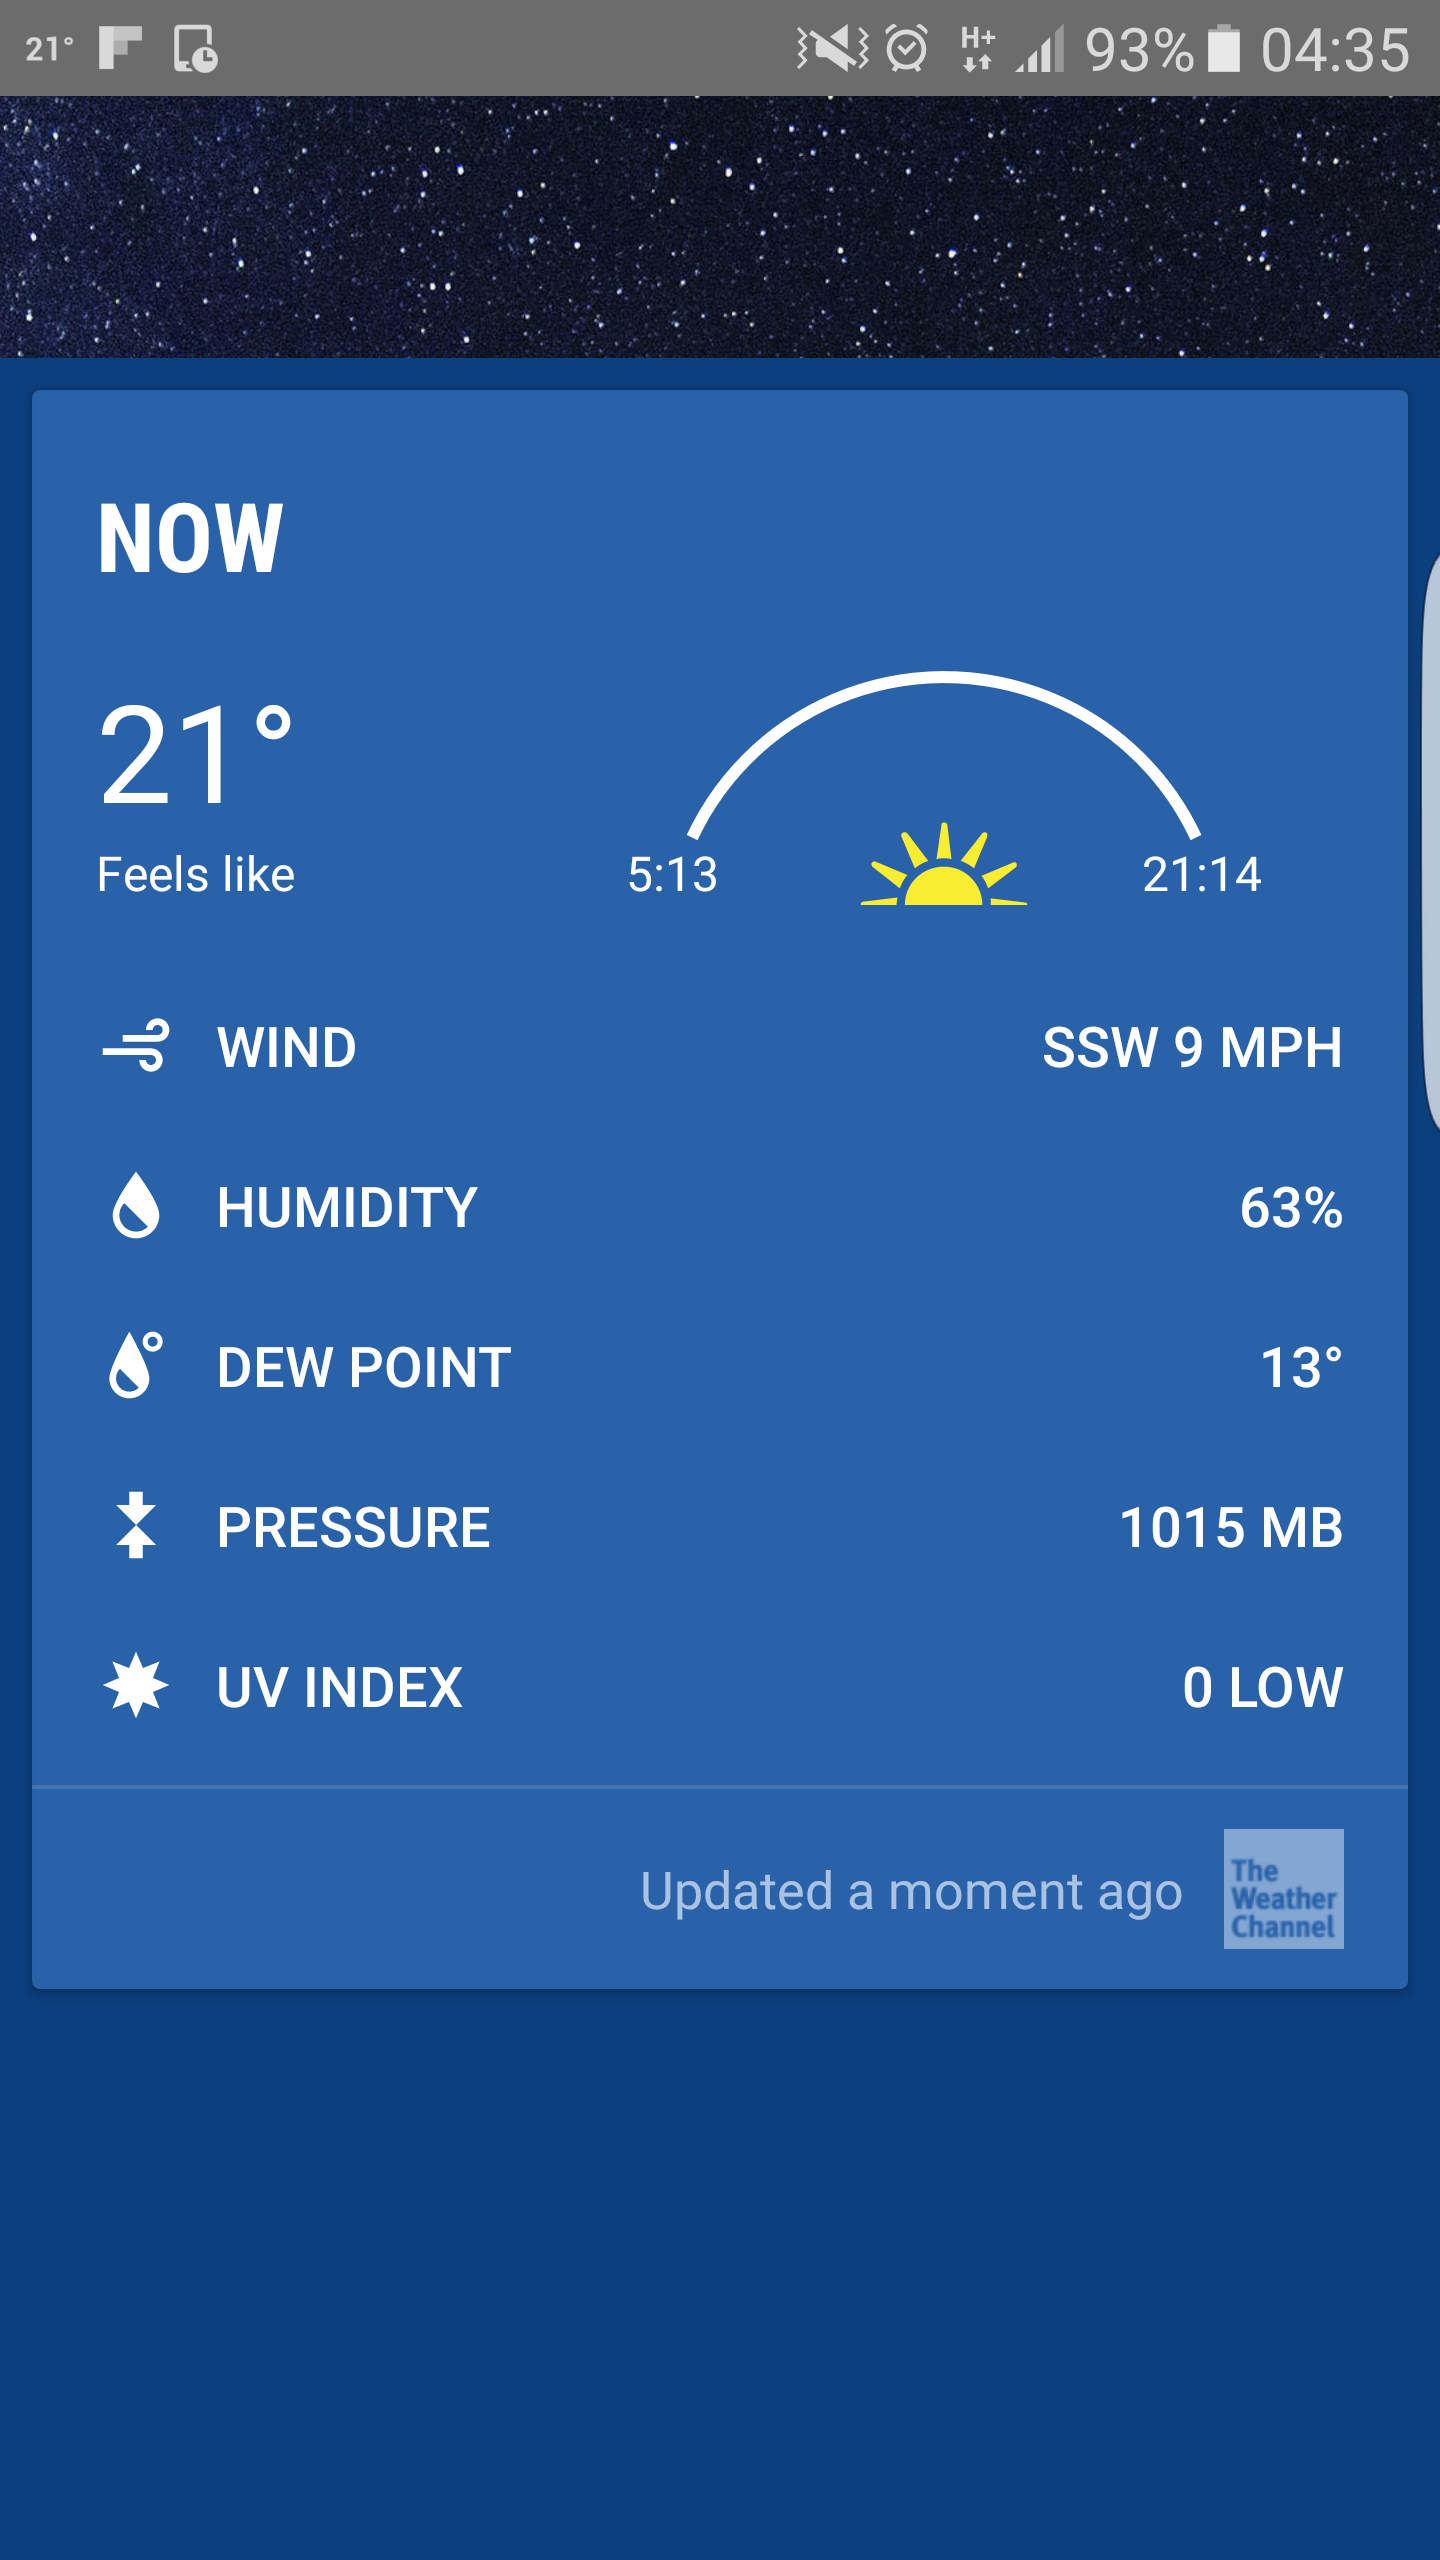 21° H+ 93% 04:35
NOW
21°
Feels like
5:13 21:14
WIND SSW 9 MPH
HUMIDITY 63%
DEW POINT 13°
PRESSURE 1015 MB
UV INDEX 0 LOW
Updated a moment ago
The
Weather
Channel